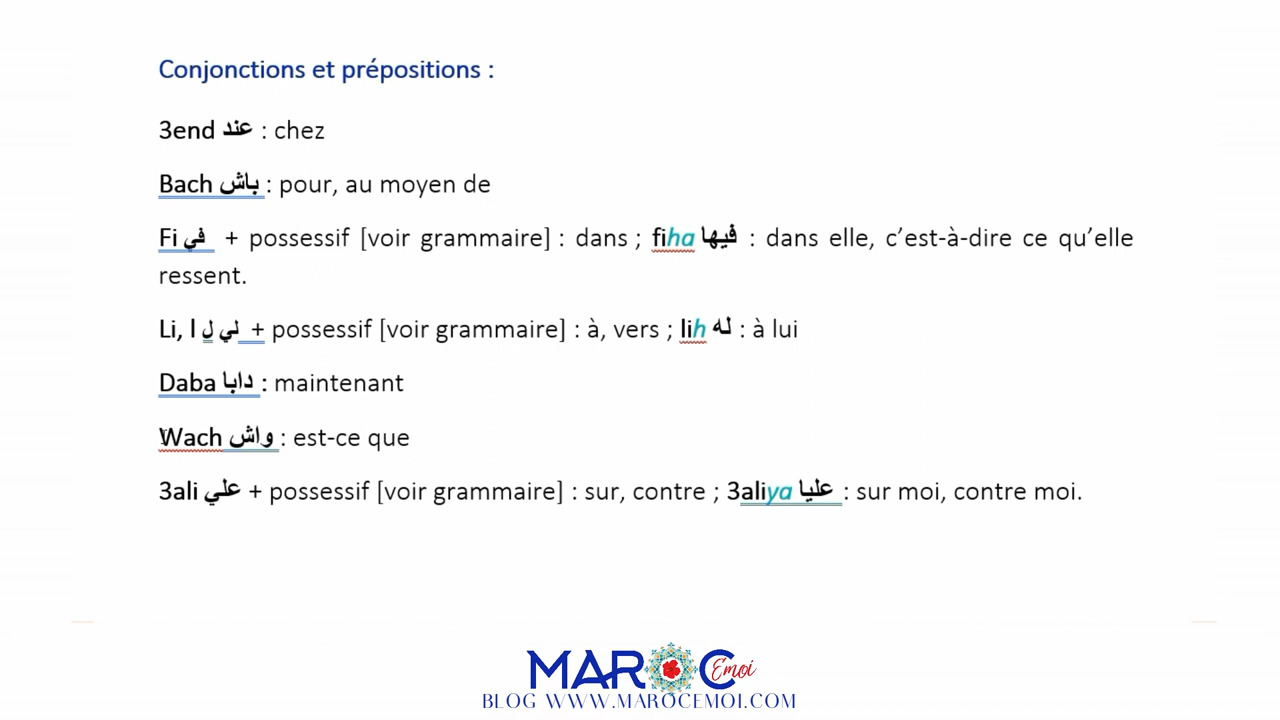 Conjonctions et prépositions :
3end عند : chez
Bach باش : pour, au moyen de
Fi في + possessif [voir grammaire] : dans ; fiha فيها : dans elle, c’est-à-dire ce qu’elle
ressent.
Li, l لي ل ا + possessif [voir grammaire] : à, vers ; lih له : à lui
Daba دابا : maintenant
Wach واش : est-ce que
3ali علي + possessif [voir grammaire] : sur, contre ; 3aliya عليا : sur moi, contre moi.
MAROC Emoi
BLOG WWW.MAROCEMOI.COM